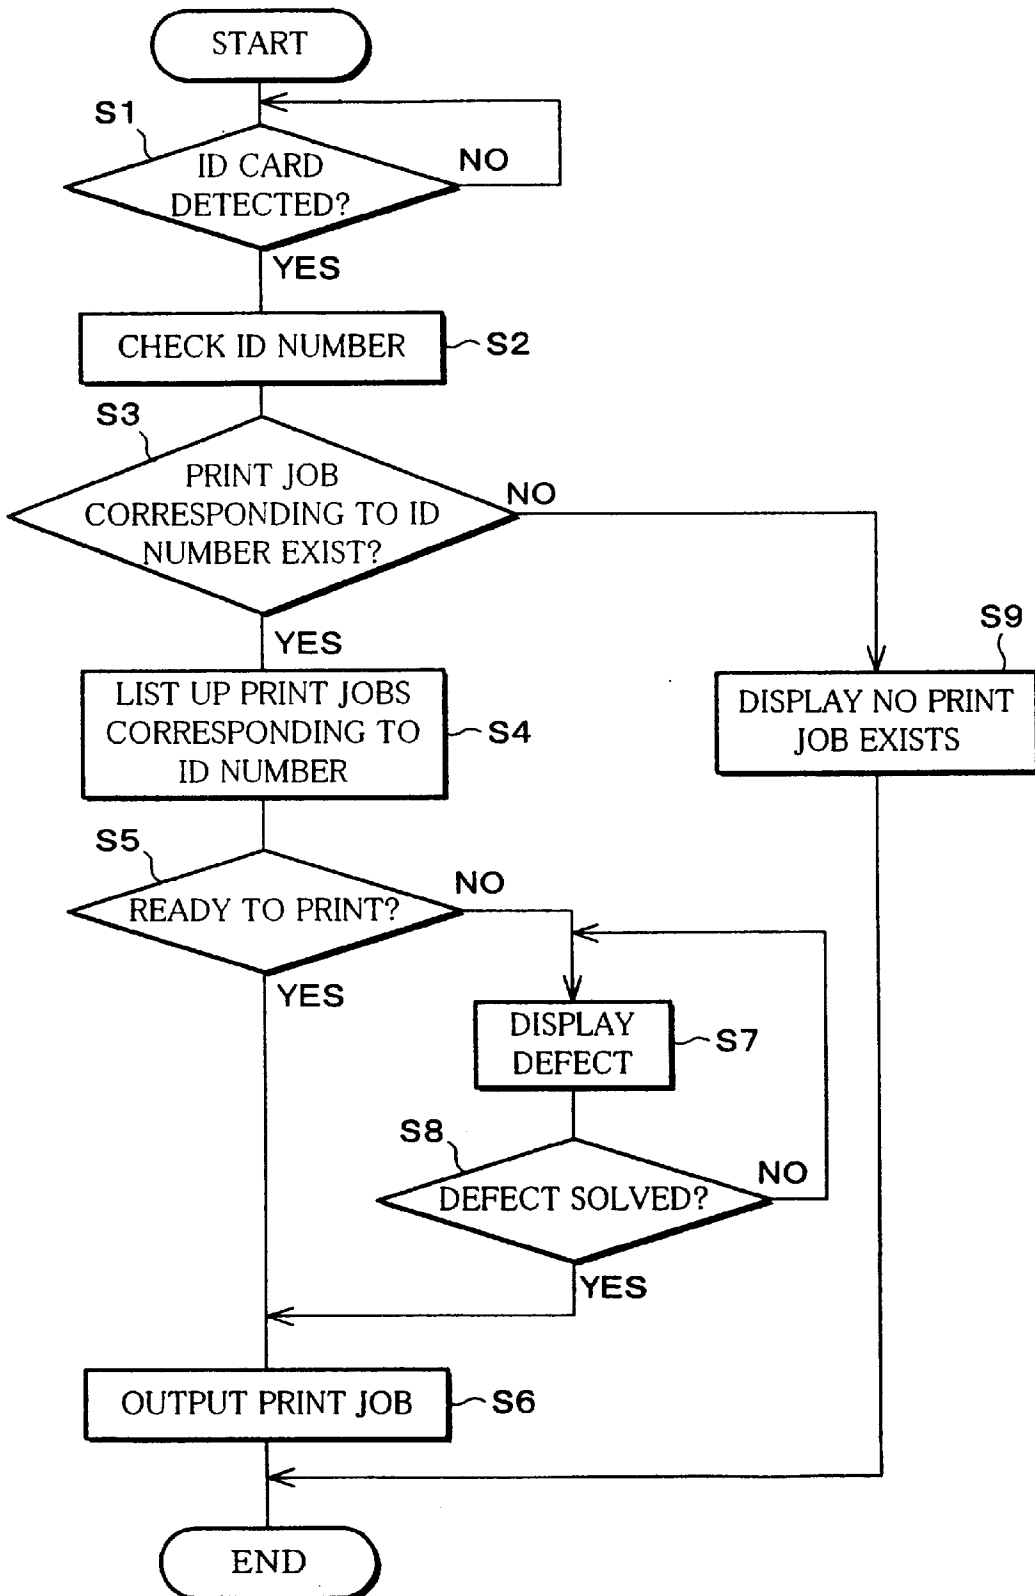 START
S1
ID CARD
DETECTED?
NO
YES
CHECK ID NUMBER
S2
S3
PRINT JOB
CORRESPONDING TO ID
NUMBER EXIST?
NO
YES
S9
LIST UP PRINT JOBS
CORRESPONDING TO
ID NUMBER
S4
DISPLAY NO PRINT
JOB EXISTS
S5
READY TO PRINT?
NO
YES
DISPLAY
DEFECT
S7
S8
DEFECT SOLVED?
NO
YES
OUTPUT PRINT JOB
S6
END